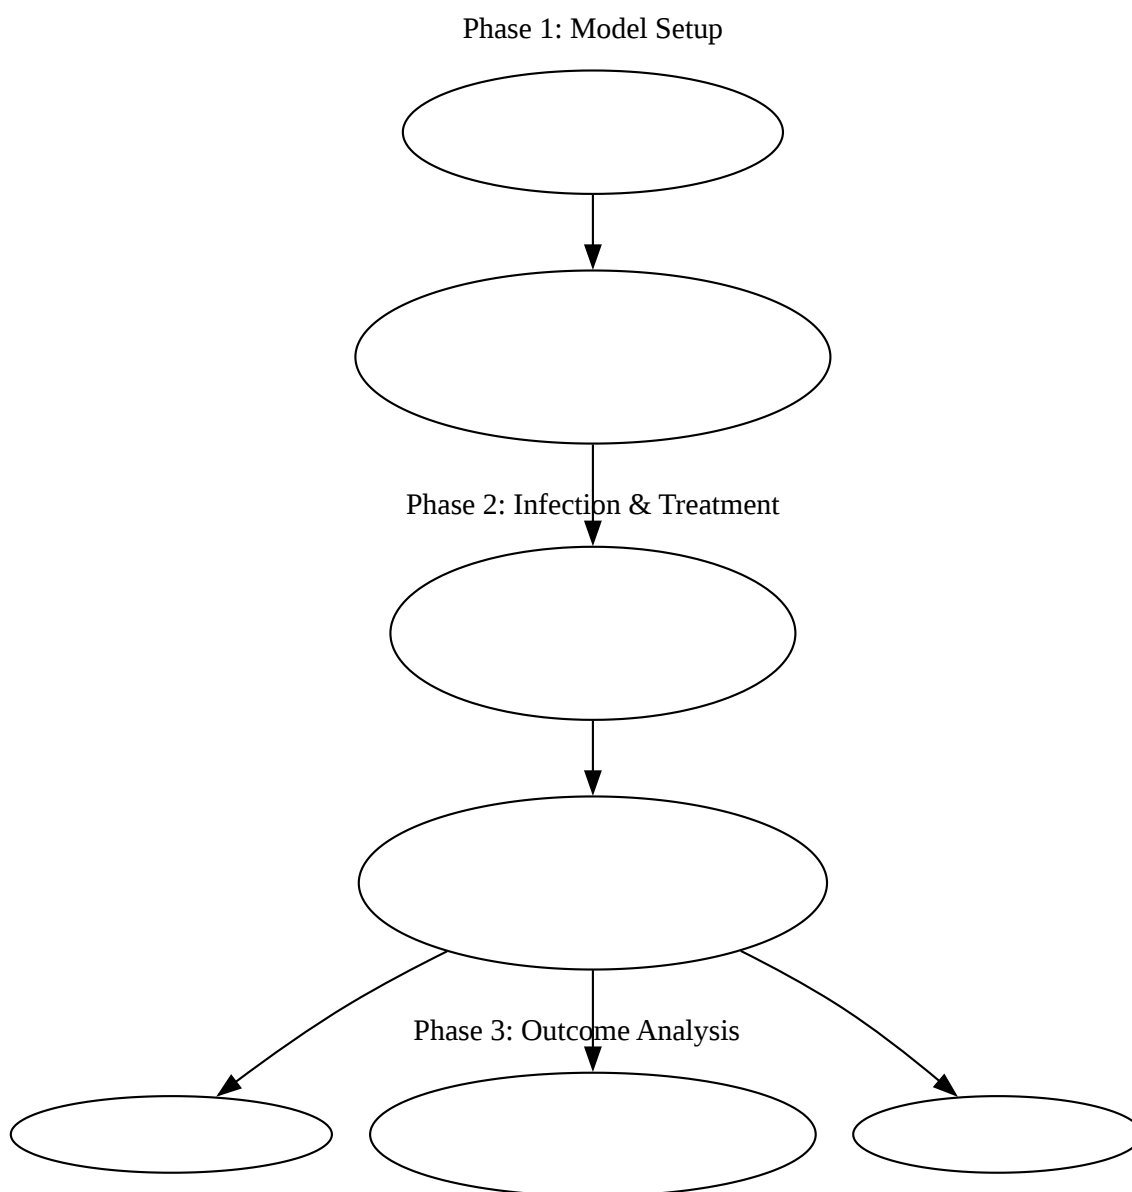 Phase 1: Model Setup
Phase 2: Infection & Treatment
Phase 3: Outcome Analysis